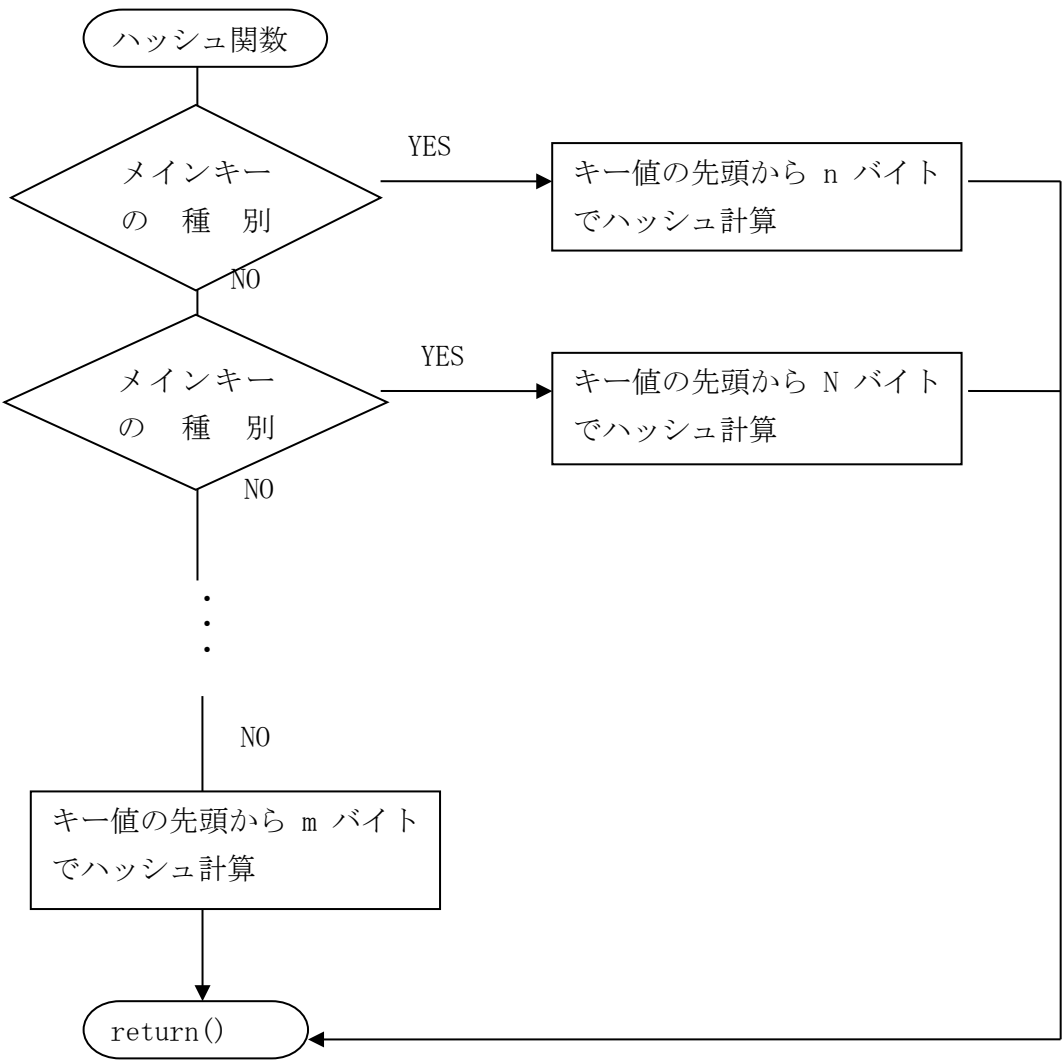 ハッシュ関数
メインキー
の 種 別
YES
キー値の先頭から n バイト
でハッシュ計算
NO
メインキー
の 種 別
YES
キー値の先頭から N バイト
でハッシュ計算
NO
・
・
・
NO
キー値の先頭から m バイト
でハッシュ計算
return()